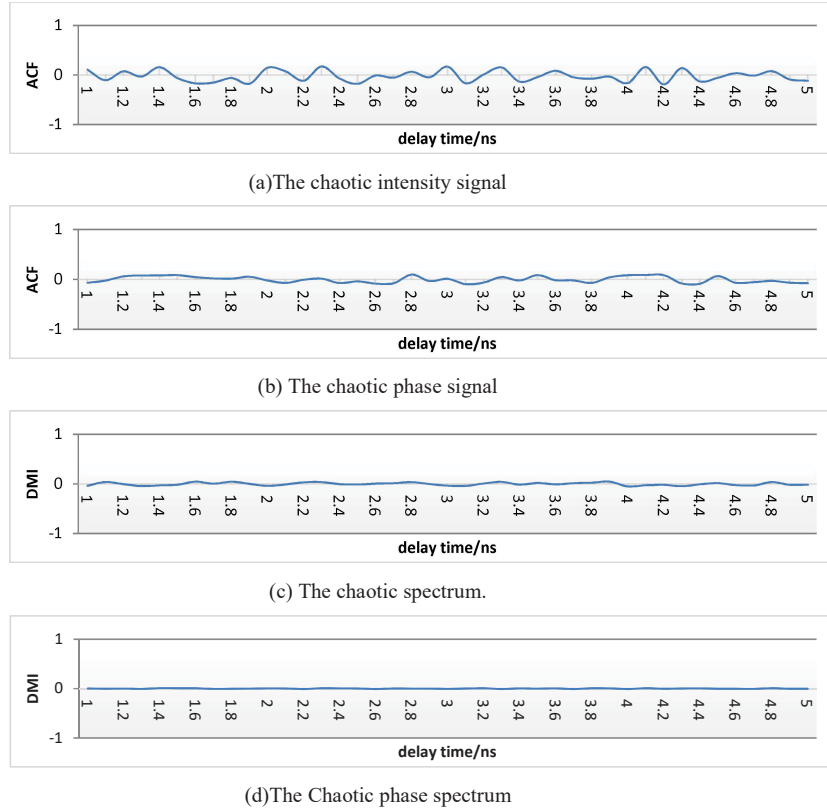 1
0
-1
ACF
1 1.2 1.4 1.6 1.8 2 2.2 2.4 2.6 2.8 3 3.2 3.4 3.6 3.8 4 4.2 4.4 4.6 4.8 5
delay time/ns
(a)The chaotic intensity signal
1
0
-1
ACF
1 1.2 1.4 1.6 1.8 2 2.2 2.4 2.6 2.8 3 3.2 3.4 3.6 3.8 4 4.2 4.4 4.6 4.8 5
delay time/ns
(b) The chaotic phase signal
1
0
-1
DMI
1 1.2 1.4 1.6 1.8 2 2.2 2.4 2.6 2.8 3 3.2 3.4 3.6 3.8 4 4.2 4.4 4.6 4.8 5
delay time/ns
(c) The chaotic spectrum.
1
0
-1
DMI
1 1.2 1.4 1.6 1.8 2 2.2 2.4 2.6 2.8 3 3.2 3.4 3.6 3.8 4 4.2 4.4 4.6 4.8 5
delay time/ns
(d)The Chaotic phase spectrum